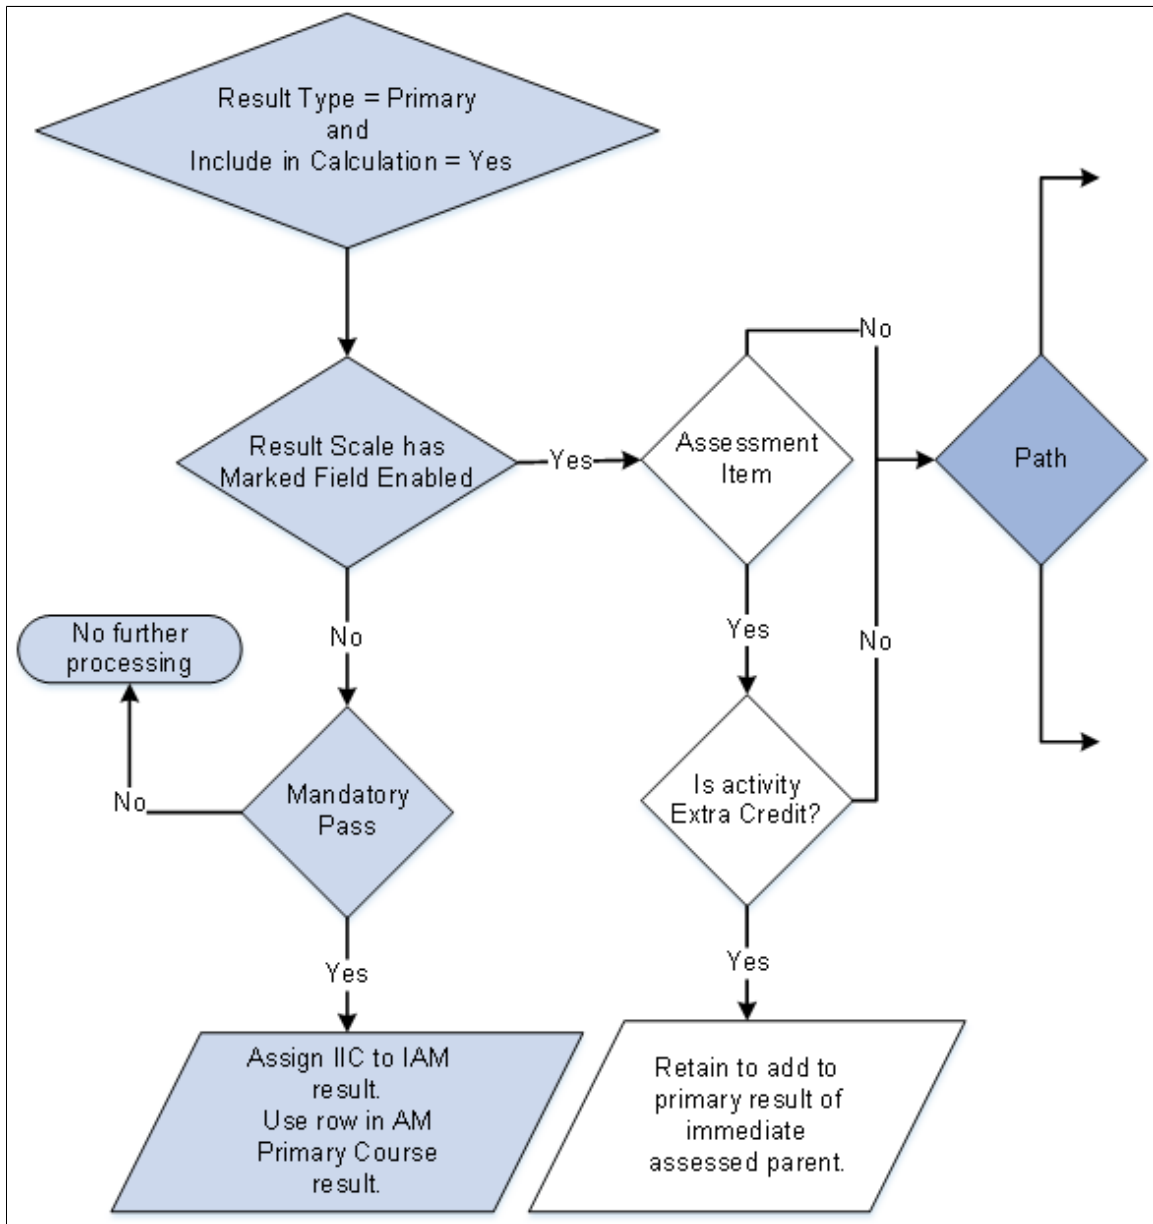 Result Type = Primary
and
Include in Calculation = Yes
No
Result Scale has
Marked Field Enabled
Yes
Assessment
Item
Path
No
Yes
No
No further
processing
Mandatory
Pass
No
Is activity
Extra Credit?
Yes
Yes
Assign IIC to IAM
result.
Use row in AM
Primary Course
result.
Retain to add to
primary result of
immediate
assessed parent.